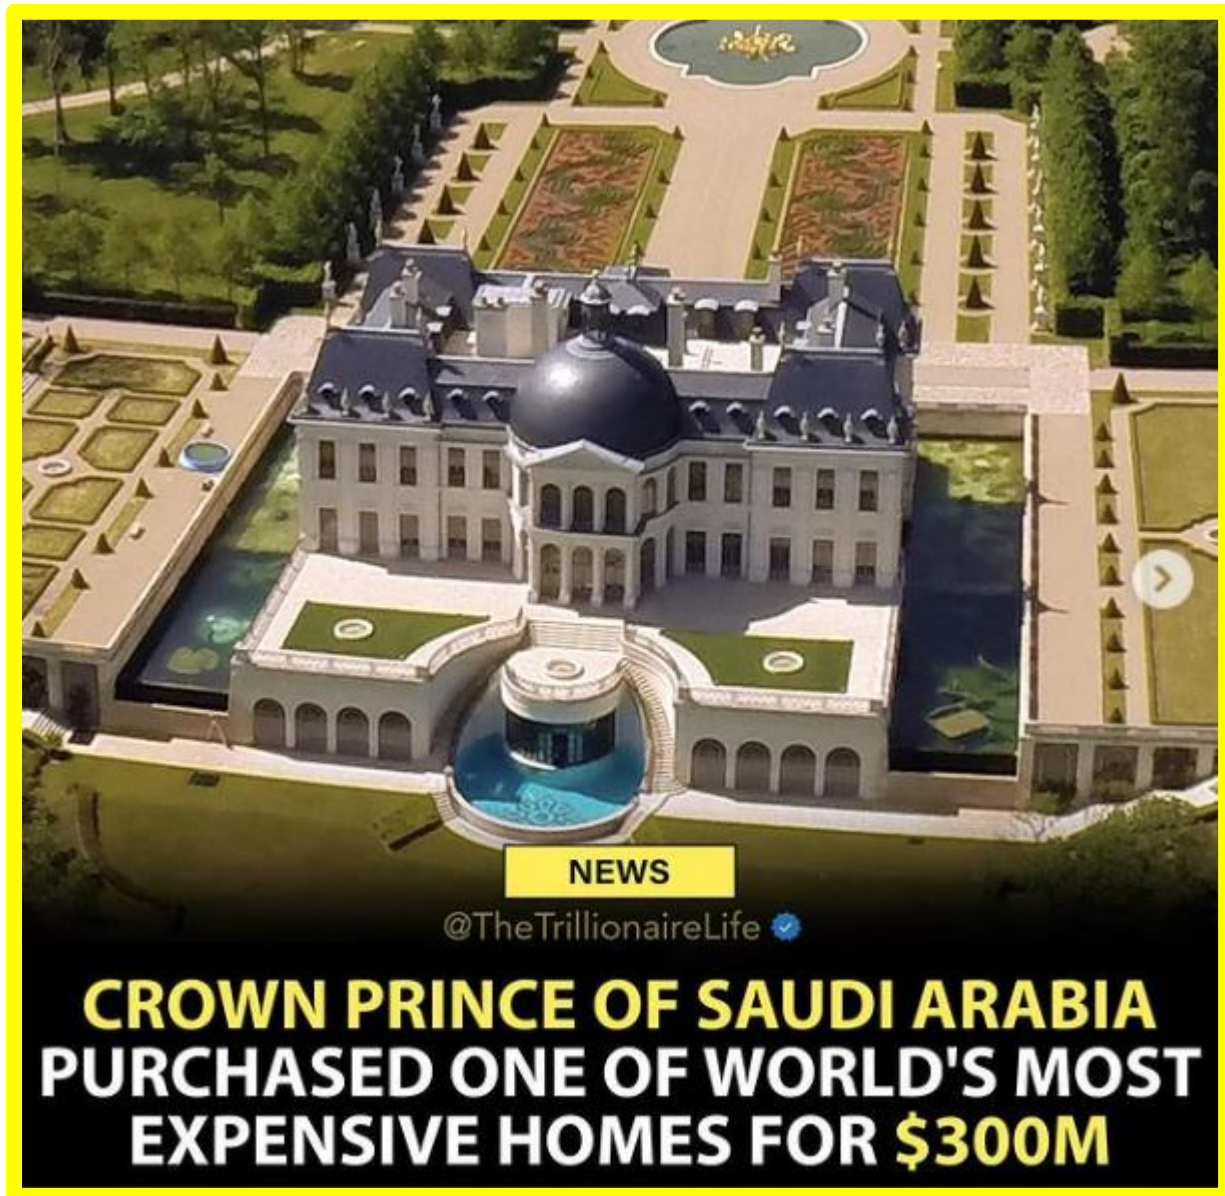 NEWS
@TheTrillionaireLife
CROWN PRINCE OF SAUDI ARABIA
PURCHASED ONE OF WORLD'S MOST
EXPENSIVE HOMES FOR $300M